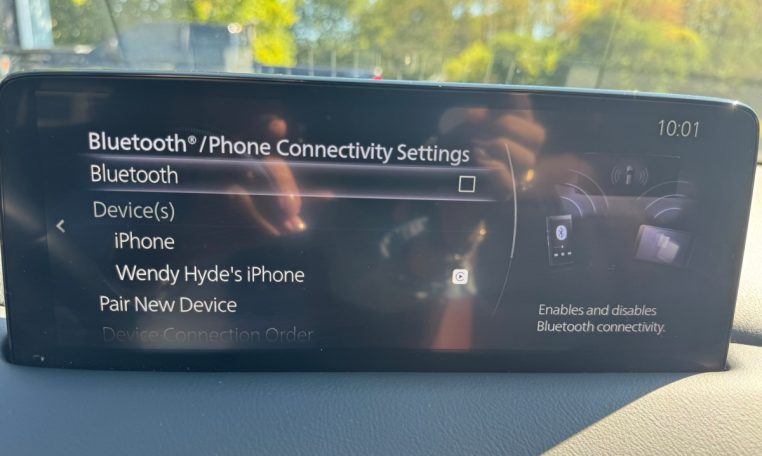 10:01
Bluetooth®/Phone Connectivity Settings
Bluetooth
Device(s)
iPhone
Wendy Hyde's iPhone
Pair New Device
Device Connection Order
Enables and disables
Bluetooth connectivity.